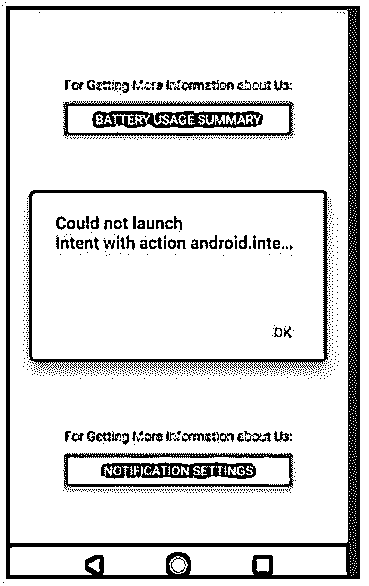 For Getting More Information about Us:
BATTERY USAGE SUMMARY
Could not launch
Intent with action android.inte...
OK
For Getting More Information about Us:
NOTIFICATION SETTINGS